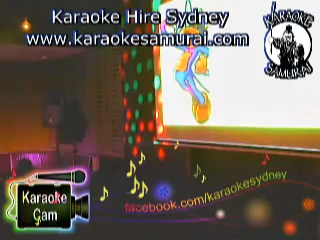 Karaoke Hire Sydney
www.karaokesamurai.com
KARAOKE
SAMURAI
Karaoke
Cam
facebook.com/karaokesydney